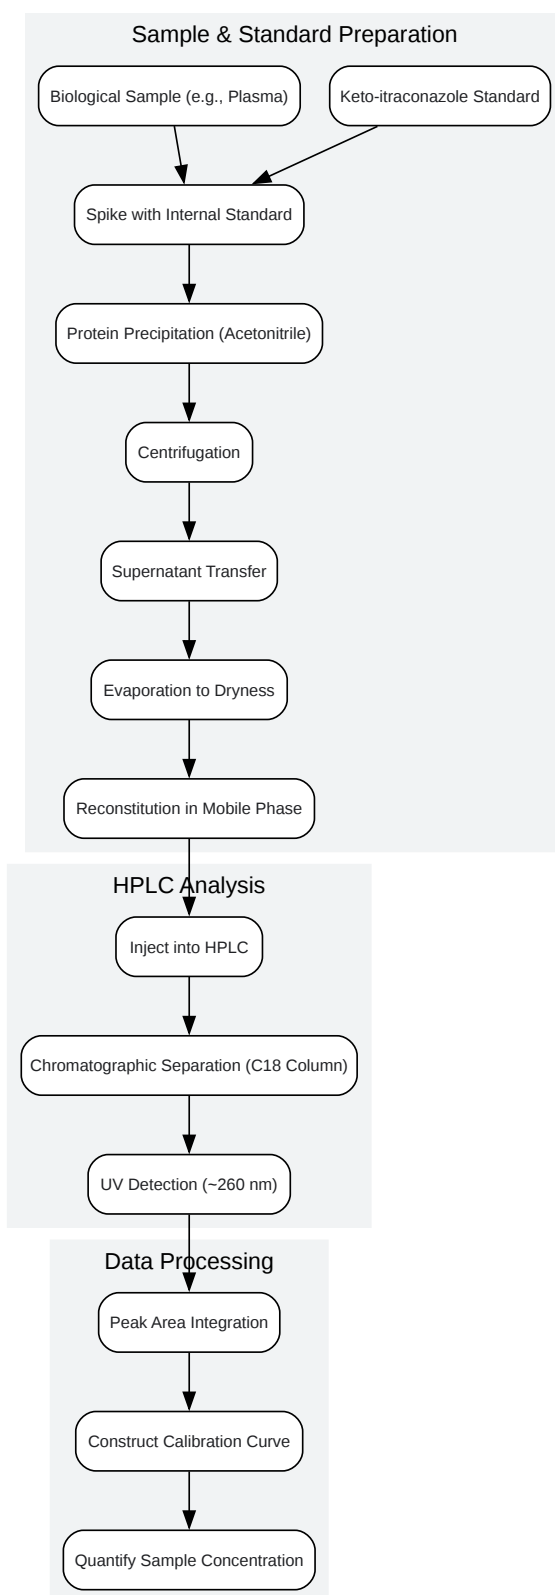 Sample & Standard Preparation
Biological Sample (e.g., Plasma)
Keto-itraconazole Standard
Spike with Internal Standard
Protein Precipitation (Acetonitrile)
Centrifugation
Supernatant Transfer
Evaporation to Dryness
Reconstitution in Mobile Phase
HPLC Analysis
Inject into HPLC
Chromatographic Separation (C18 Column)
UV Detection (~260 nm)
Data Processing
Peak Area Integration
Construct Calibration Curve
Quantify Sample Concentration